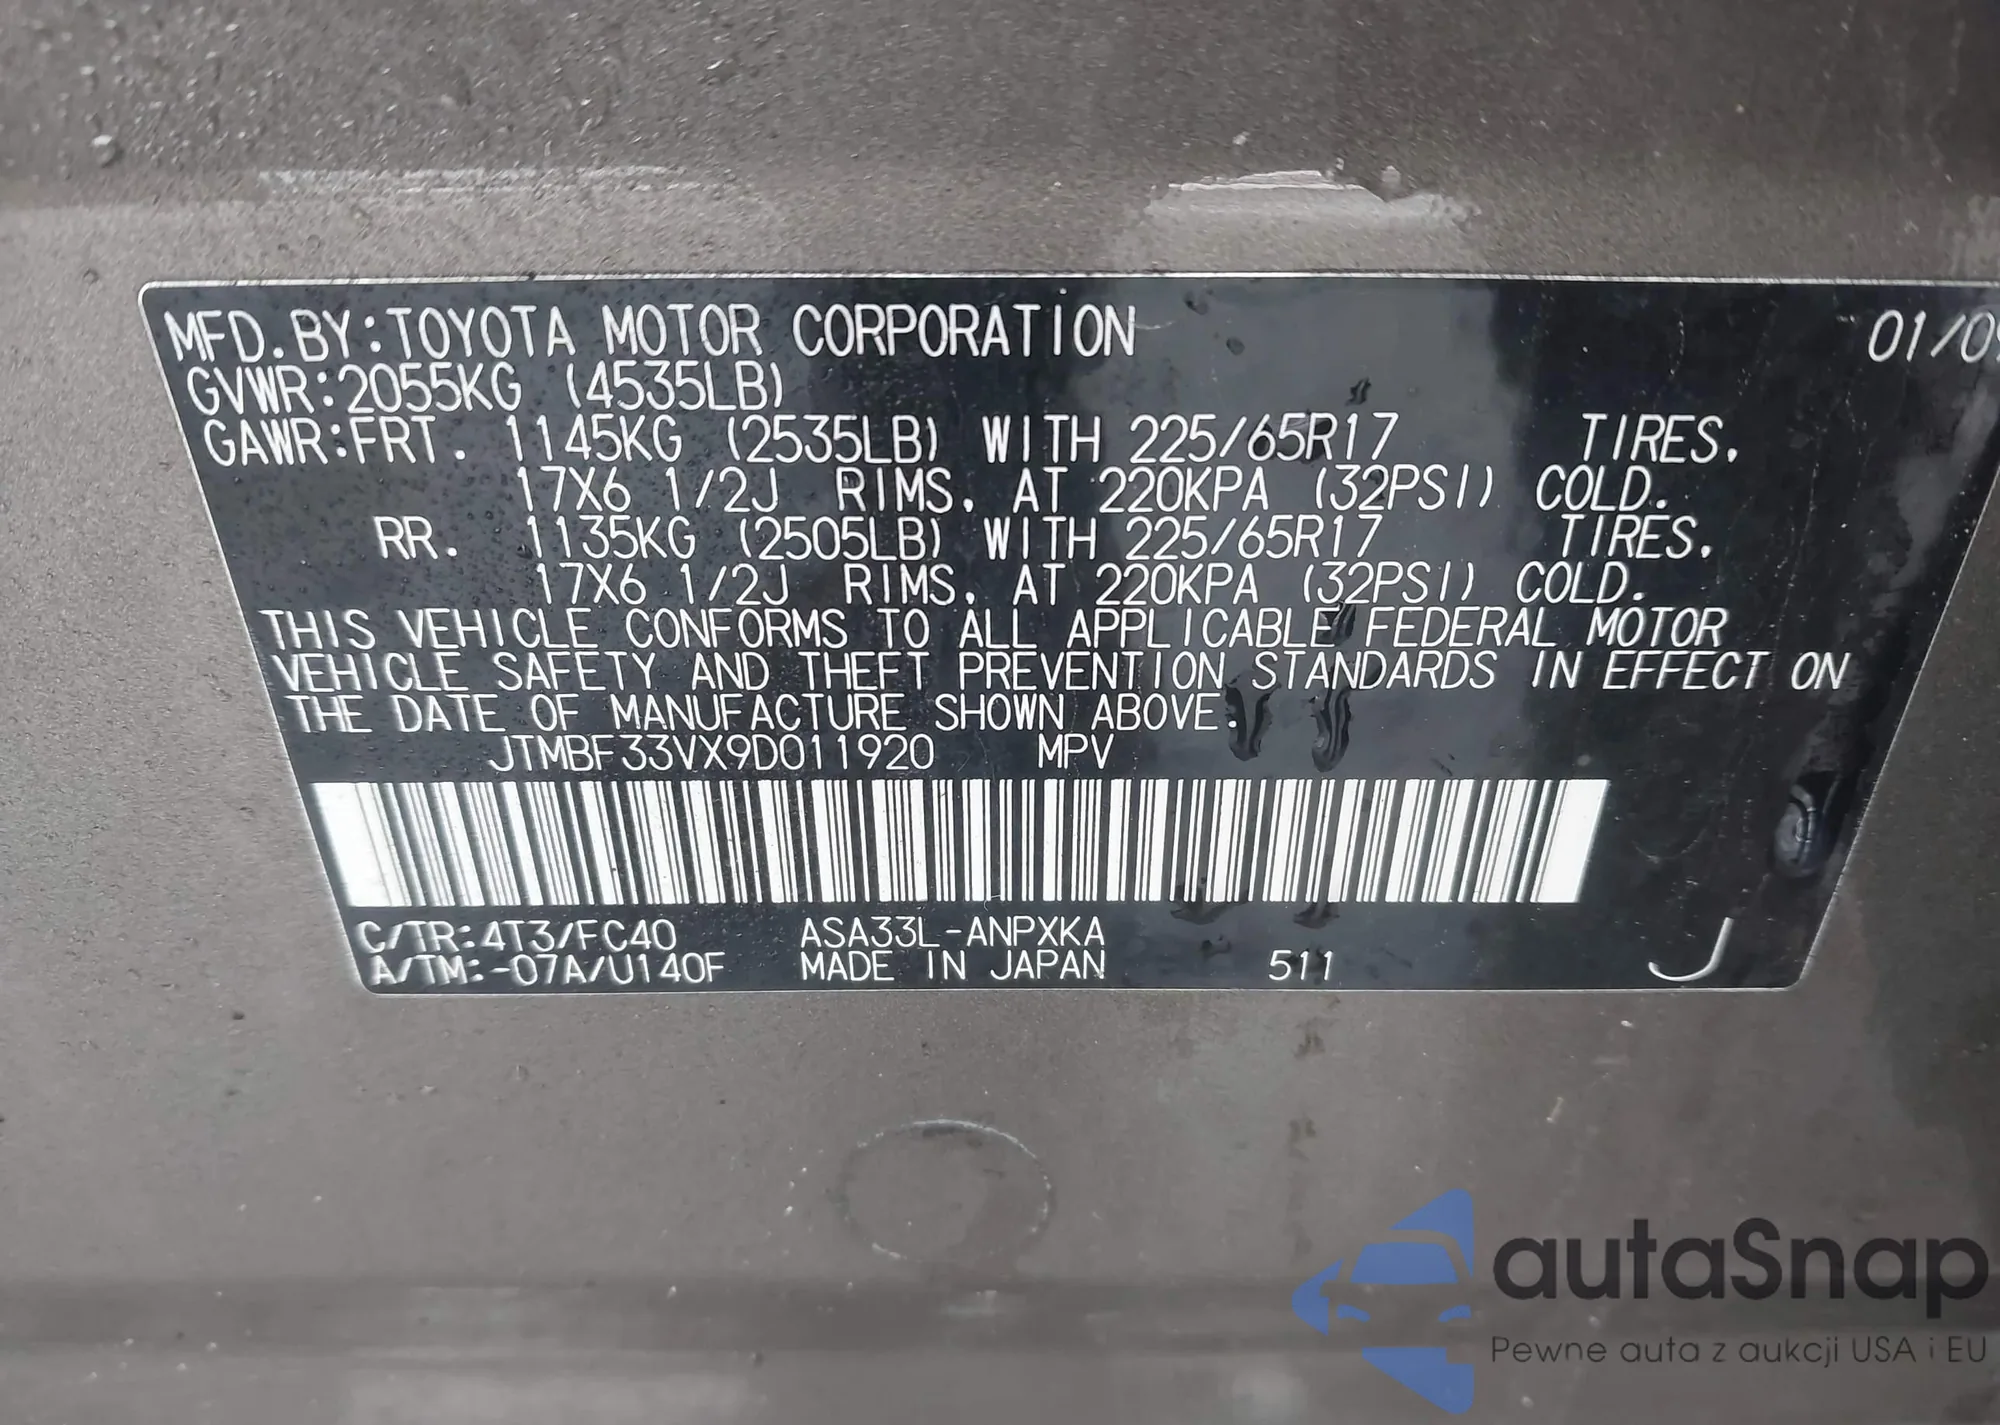 MFD.BY:TOYOTA MOTOR CORPORATION 01/09
GVWR:2055KG (4535LB)
GAWR:FRT. 1145KG (2535LB) WITH 225/65R17 TIRES,
17X6 1/2J RIMS, AT 220KPA (32PSI) COLD.
RR. 1135KG (2505LB) WITH 225/65R17 TIRES,
17X6 1/2J RIMS, AT 220KPA (32PSI) COLD.
THIS VEHICLE CONFORMS TO ALL APPLICABLE FEDERAL MOTOR
VEHICLE SAFETY AND THEFT PREVENTION STANDARDS IN EFFECT ON
THE DATE OF MANUFACTURE SHOWN ABOVE.
JTMBF33VX9D011920 MPV
C/TR:4T3/FC40 ASA33L-ANPXKA
A/TM:-07A/U140F MADE IN JAPAN 511 J
autaSnap
Pewne auta z aukcji USA i EU